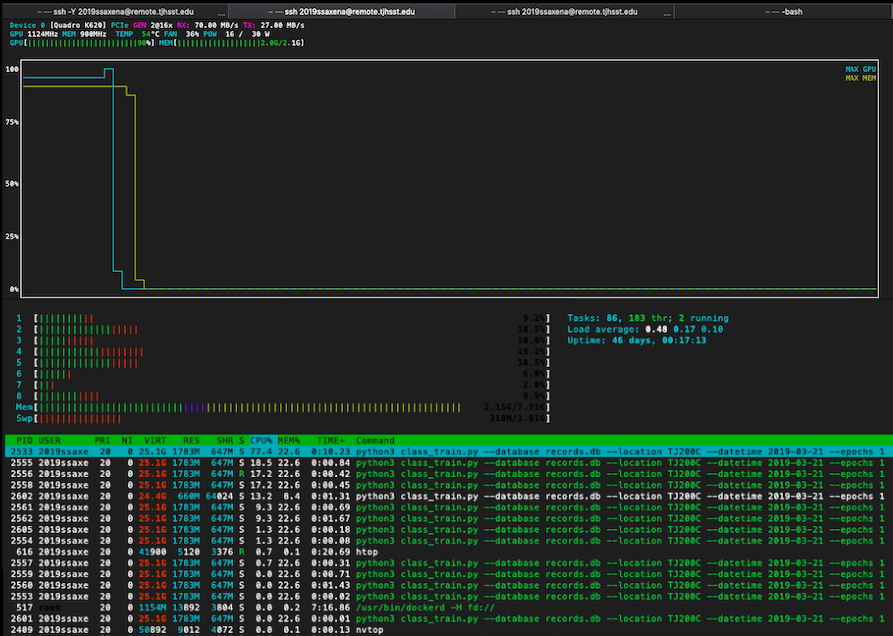 — -— ssh -Y 2019ssaxena@remote.tjhsst.edu ... — -— ssh 2019ssaxena@remote.tjhsst.edu — -— ssh 2019ssaxena@remote.tjhsst.edu ... — -— -bash
Device 0 [Quadro K620] PCIe GEN 2@16x RX: 70.00 MB/s TX: 27.00 MB/s
GPU 1124MHz MEM 900MHz TEMP 54°C FAN 36% POW 16 / 30 W
GPU[||||||||||||||||||||||||98%] MEM[||||||||||||||||||||2.0G/2.1G]
100 MAX GPU
MAX MEM
75%
50%
25%
0%
1 [|||||||||| 9.2%] Tasks: 86, 183 thr; 2 running
2 [|||||||||||||||||| 18.5%] Load average: 0.48 0.17 0.10
3 [|||||||||| 10.0%] Uptime: 46 days, 00:17:13
4 [||||||||||||||||||| 19.2%]
5 [|||||||||||||||||| 18.5%]
6 [|||||| 6.0%]
7 [||| 2.0%]
8 [||||||||||| 9.9%]
Mem[||||||||||||||||||||||||||||||||||||||||||||||| 2.15G/7.71G]
Swp[|||||||||||||| 318M/1.91G]
PID USER PRI NI VIRT RES SHR S CPU% MEM% TIME+ Command
2533 2019ssaxe 20 0 25.1G 1783M 647M S 77.4 22.6 0:10.23 python3 class_train.py --database records.db --location TJ200C --datetime 2019-03-21 --epochs 1
2555 2019ssaxe 20 0 25.1G 1783M 647M S 18.5 22.6 0:00.84 python3 class_train.py --database records.db --location TJ200C --datetime 2019-03-21 --epochs 1
2556 2019ssaxe 20 0 25.1G 1783M 647M R 17.2 22.6 0:00.45 python3 class_train.py --database records.db --location TJ200C --datetime 2019-03-21 --epochs 1
2558 2019ssaxe 20 0 25.1G 1783M 647M S 17.2 22.6 0:00.42 python3 class_train.py --database records.db --location TJ200C --datetime 2019-03-21 --epochs 1
2602 2019ssaxe 20 0 24.4G 660M 64024 S 13.2 8.4 0:01.31 python3 class_train.py --database records.db --location TJ200C --datetime 2019-03-21 --epochs 1
2561 2019ssaxe 20 0 25.1G 1783M 647M S 9.3 22.6 0:00.69 python3 class_train.py --database records.db --location TJ200C --datetime 2019-03-21 --epochs 1
2562 2019ssaxe 20 0 25.1G 1783M 647M S 9.3 22.6 0:01.67 python3 class_train.py --database records.db --location TJ200C --datetime 2019-03-21 --epochs 1
2605 2019ssaxe 20 0 25.1G 1783M 647M S 1.3 22.6 0:00.18 python3 class_train.py --database records.db --location TJ200C --datetime 2019-03-21 --epochs 1
2554 2019ssaxe 20 0 25.1G 1783M 647M S 1.3 22.6 0:00.08 python3 class_train.py --database records.db --location TJ200C --datetime 2019-03-21 --epochs 1
616 2019ssaxe 20 0 41900 5120 3376 R 0.7 0.1 0:20.69 htop
2557 2019ssaxe 20 0 25.1G 1783M 647M S 0.7 22.6 0:00.31 python3 class_train.py --database records.db --location TJ200C --datetime 2019-03-21 --epochs 1
2559 2019ssaxe 20 0 25.1G 1783M 647M S 0.0 22.6 0:00.71 python3 class_train.py --database records.db --location TJ200C --datetime 2019-03-21 --epochs 1
2560 2019ssaxe 20 0 25.1G 1783M 647M S 0.0 22.6 0:00.43 python3 class_train.py --database records.db --location TJ200C --datetime 2019-03-21 --epochs 1
2553 2019ssaxe 20 0 25.1G 1783M 647M S 0.0 22.6 0:00.02 python3 class_train.py --database records.db --location TJ200C --datetime 2019-03-21 --epochs 1
517 root 20 0 1154M 13892 3804 S 0.0 0.2 7:16.86 /usr/bin/dockerd -H fd://
2601 2019ssaxe 20 0 25.1G 1783M 647M S 0.0 22.6 0:00.01 python3 class_train.py --database records.db --location TJ200C --datetime 2019-03-21 --epochs 1
2409 2019ssaxe 20 0 50892 9012 4072 S 0.0 0.1 0:00.13 nvtop